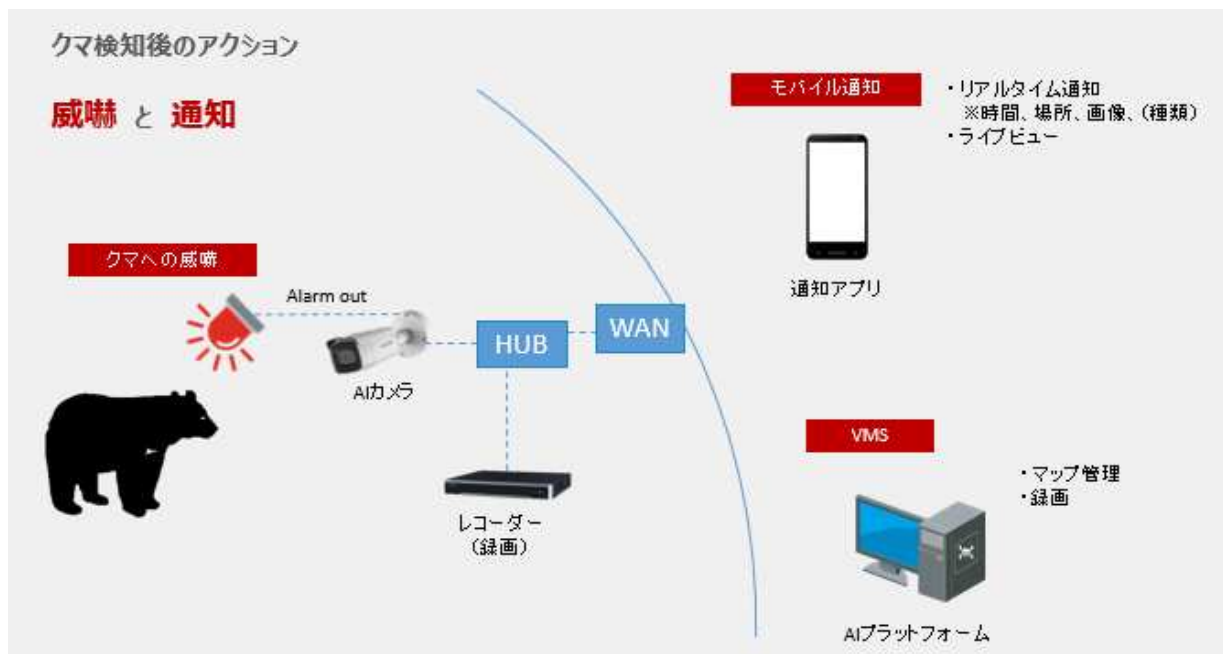 クマ検知後のアクション
威嚇 と 通知
クマへの威嚇
Alarm out
AIカメラ
HUB
WAN
レコーダー
（録画）
モバイル通知
・リアルタイム通知
※時間、場所、画像、（種類）
・ライブビュー
通知アプリ
VMS
・マップ管理
・録画
AIプラットフォーム